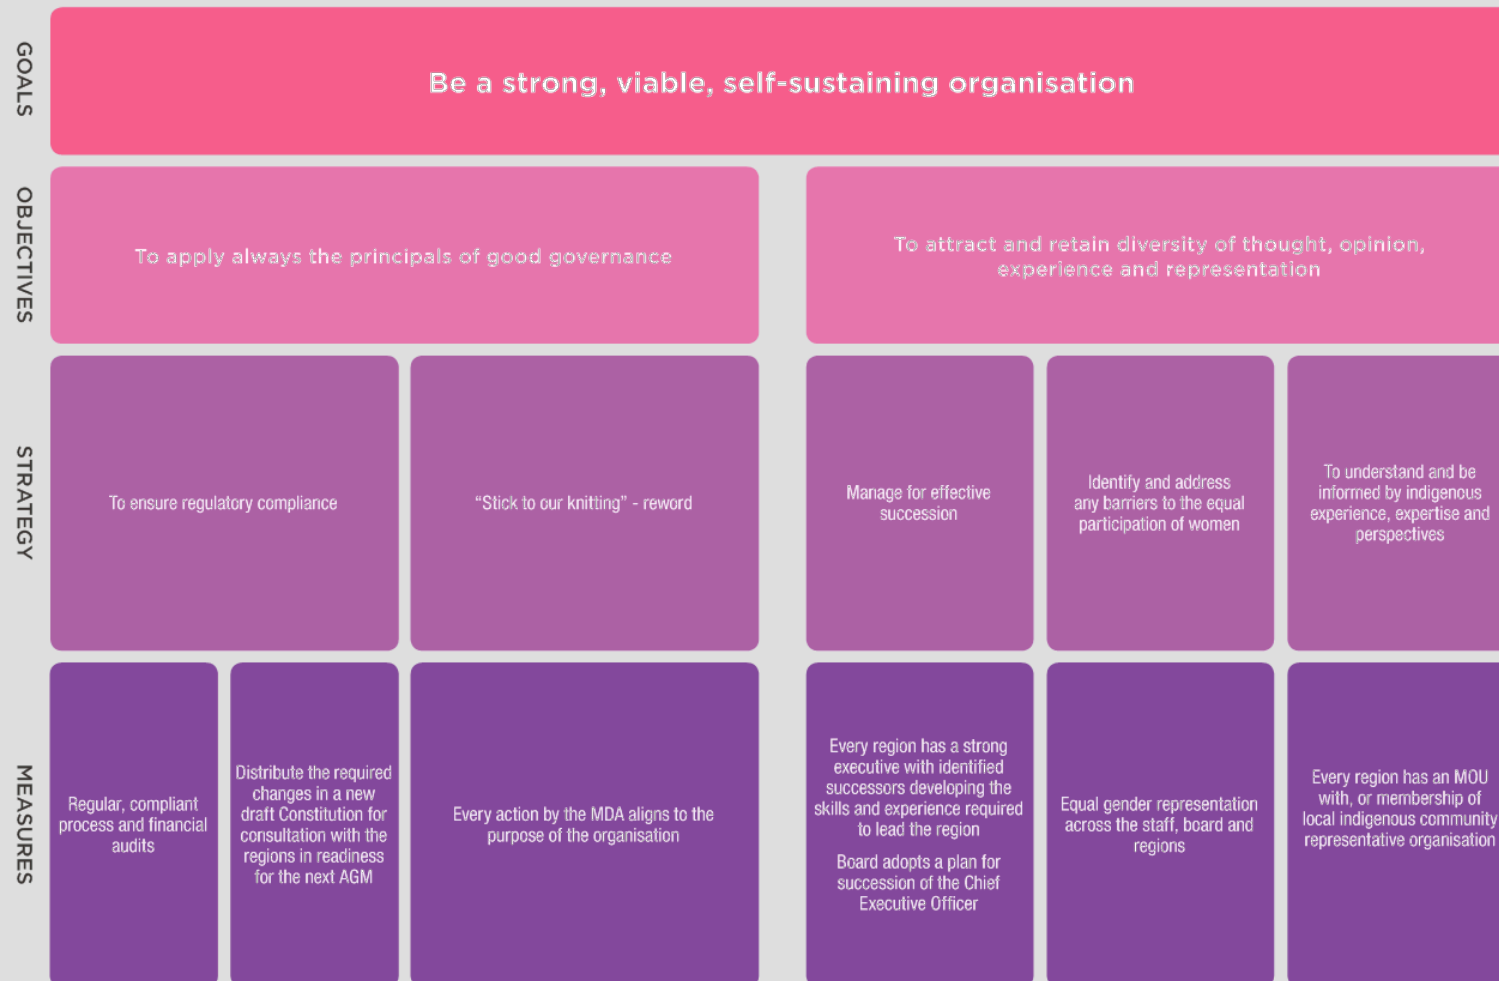 GOALS
Be a strong, viable, self-sustaining organisation
OBJECTIVES
To apply always the principals of good governance
To attract and retain diversity of thought, opinion,
experience and representation
STRATEGY
To ensure regulatory compliance
“Stick to our knitting” - reword
Manage for effective
succession
Identify and address
any barriers to the equal
participation of women
To understand and be
informed by indigenous
experience, expertise and
perspectives
MEASURES
Regular, compliant
process and financial
audits
Distribute the required
changes in a new
draft Constitution for
consultation with the
regions in readiness
for the next AGM
Every action by the MDA aligns to the
purpose of the organisation
Every region has a strong
executive with identified
successors developing the
skills and experience required
to lead the region
Board adopts a plan for
succession of the Chief
Executive Officer
Equal gender representation
across the staff, board and
regions
Every region has an MOU
with, or membership of
local indigenous community
representative organisation